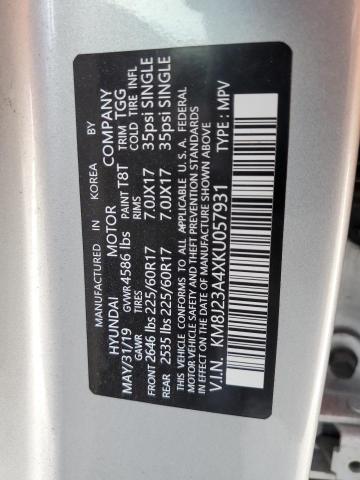 MANUFACTURED IN KOREA BY
HYUNDAI MOTOR COMPANY
MAY/31/19 GVWR 4586 lbs PAINT T8T TRIM TGG
GAWR TIRES RIMS COLD TIRE INFL
FRONT 2646 lbs 225/60R17 7.0JX17 35psi SINGLE
REAR 2535 lbs 225/60R17 7.0JX17 35psi SINGLE
THIS VEHICLE CONFORMS TO ALL APPLICABLE U.S.A. FEDERAL
MOTOR VEHICLE SAFETY AND THEFT PREVENTION STANDARDS
IN EFFECT ON THE DATE OF MANUFACTURE SHOWN ABOVE.
V.I.N. KM8J23A4XKU057931 TYPE : MPV